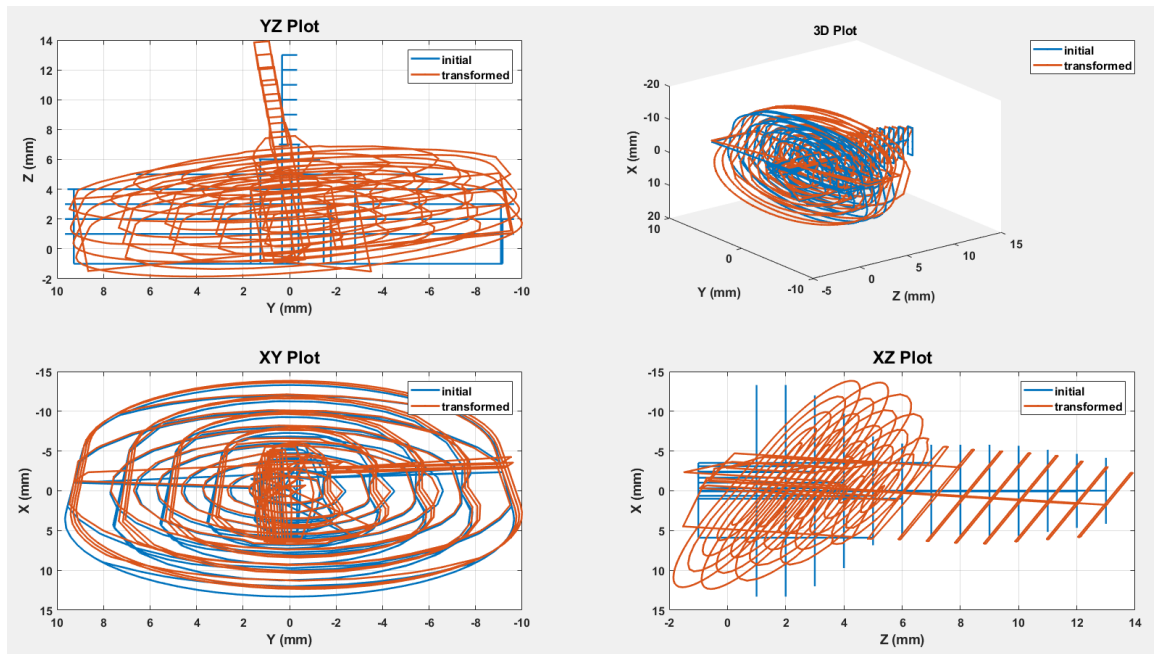 YZ Plot
14
12
10
8
6
4
2
0
-2
Z (mm)
10 8 6 4 2 0 -2 -4 -6 -8 -10
Y (mm)
initial
transformed
3D Plot
-20
-10
0
10
20
X (mm)
10
0
-10
Y (mm)
-5
0
5
10
15
Z (mm)
initial
transformed
XY Plot
-15
-10
-5
0
5
10
15
X (mm)
10 8 6 4 2 0 -2 -4 -6 -8 -10
Y (mm)
initial
transformed
XZ Plot
-15
-10
-5
0
5
10
15
X (mm)
-2 0 2 4 6 8 10 12 14
Z (mm)
initial
transformed